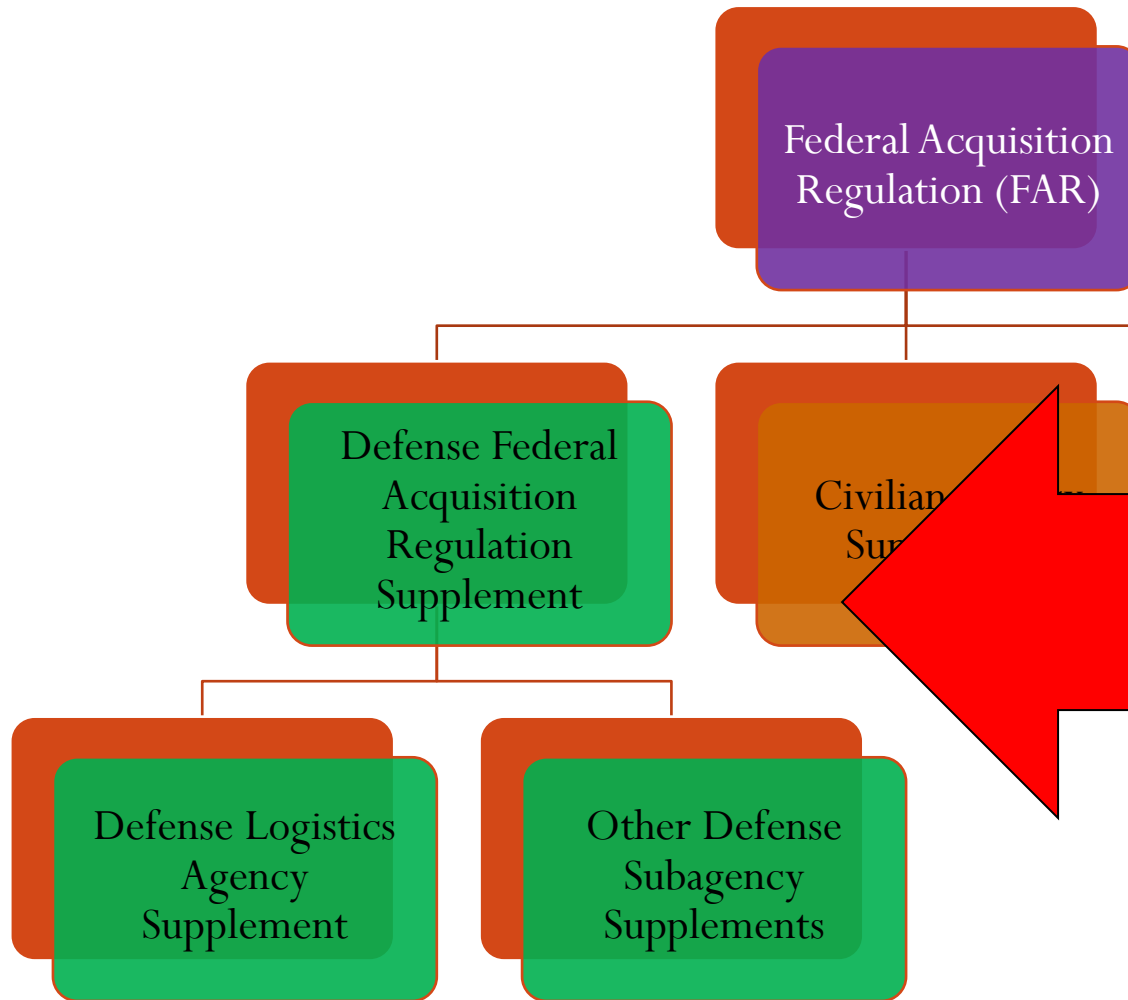 Federal Acquisition
Regulation (FAR)
Defense Federal
Acquisition
Regulation
Supplement
Civilian
Defense Logistics
Agency
Supplement
Other Defense
Subagency
Supplements